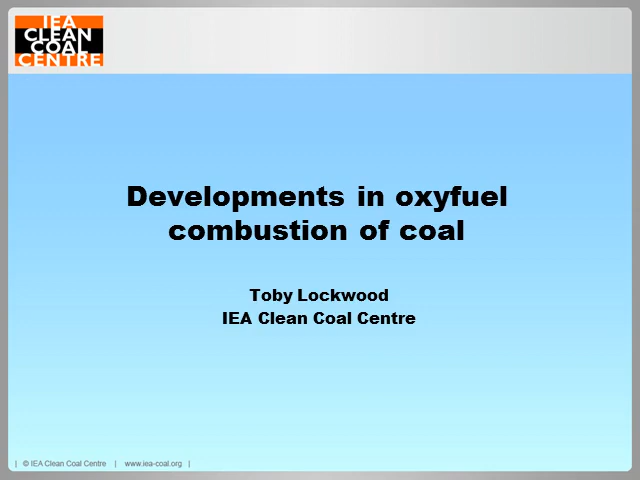 IEA
CLEAN
COAL
CENTRE
Developments in oxyfuel
combustion of coal
Toby Lockwood
IEA Clean Coal Centre
| © IEA Clean Coal Centre | www.iea-coal.org |